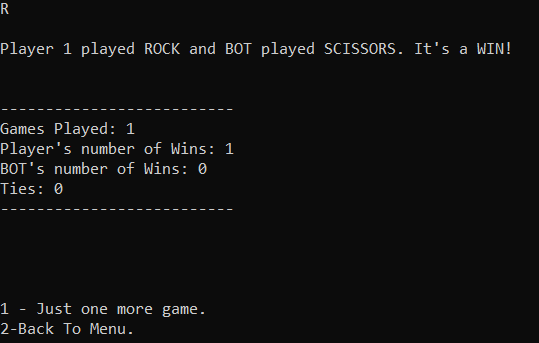 R
Player 1 played ROCK and BOT played SCISSORS. It's a WIN!
--------------------------
Games Played: 1
Player's number of Wins: 1
BOT's number of Wins: 0
Ties: 0
--------------------------
1 - Just one more game.
2-Back To Menu.